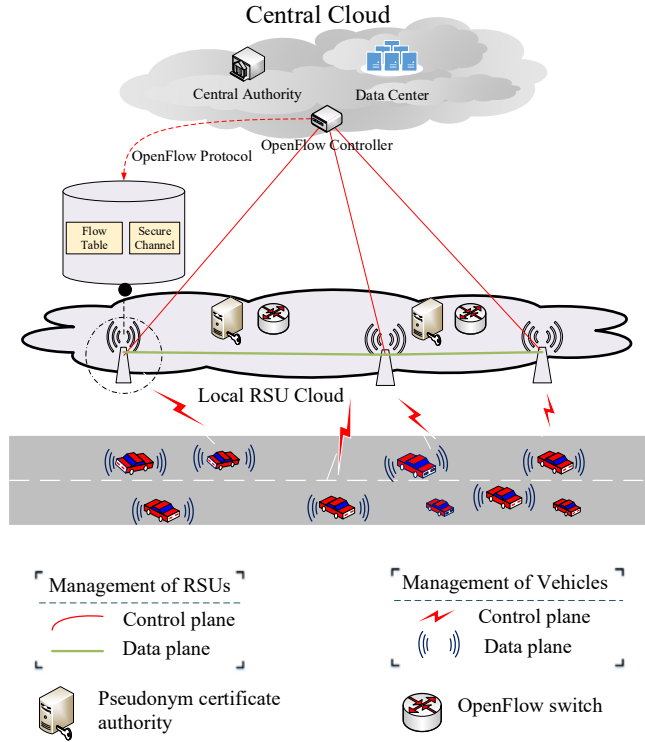 Central Cloud
Central Authority
Data Center
OpenFlow Controller
OpenFlow Protocol
Flow
Table
Secure
Channel
Local RSU Cloud
Management of RSUs
Control plane
Data plane
Management of Vehicles
Control plane
Data plane
Pseudonym certificate
authority
OpenFlow switch